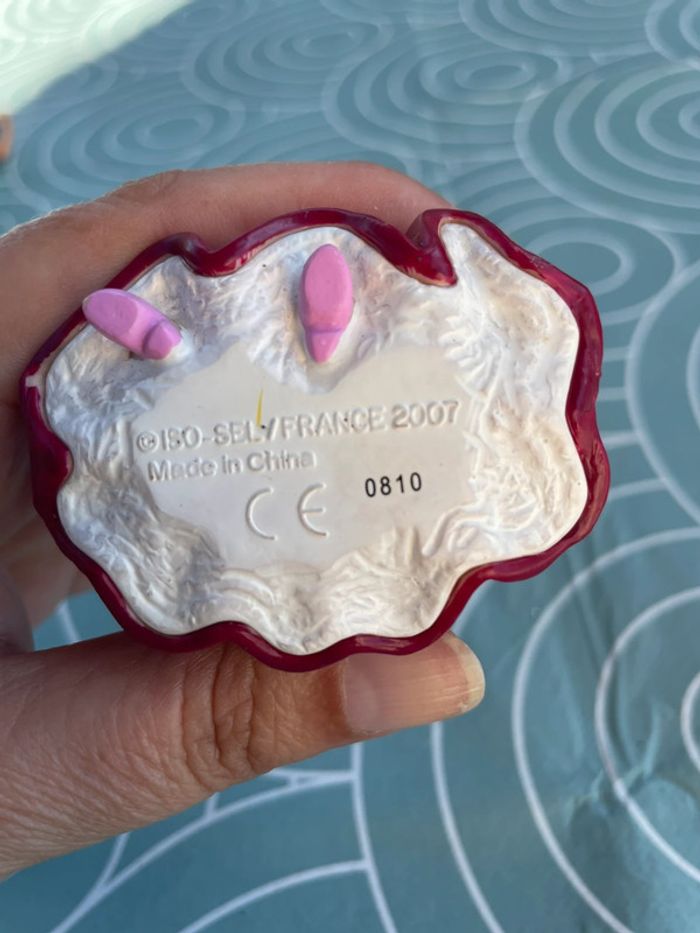 ©ISO-SEL/FRANCE 2007
Made in China
CE 0810